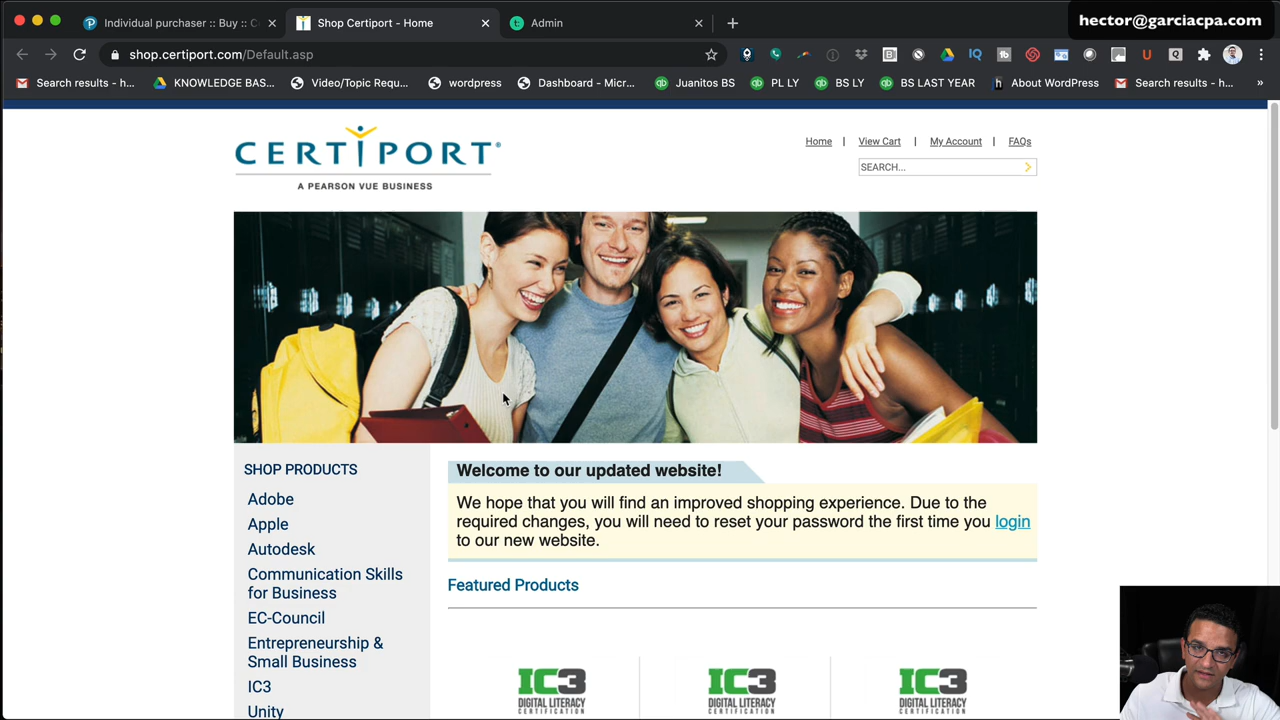 hector@garciacpa.com
Individual purchaser :: Buy :: C
Shop Certiport - Home
Admin
shop.certiport.com/Default.asp
Search results - h...
KNOWLEDGE BAS...
Video/Topic Requ...
wordpress
Dashboard - Micr...
Juanitos BS
PL LY
BS LY
BS LAST YEAR
About WordPress
Search results - h...
CERTIPORT
A PEARSON VUE BUSINESS
Home | View Cart | My Account | FAQs
SEARCH...
SHOP PRODUCTS
Adobe
Apple
Autodesk
Communication Skills
for Business
EC-Council
Entrepreneurship &
Small Business
IC3
Unity
Welcome to our updated website!
We hope that you will find an improved shopping experience. Due to the
required changes, you will need to reset your password the first time you login
to our new website.
Featured Products
IC3
DIGITAL LITERACY
CERTIFICATION
IC3
DIGITAL LITERACY
CERTIFICATION
IC3
DIGITAL LITERACY
CERTIFICATION